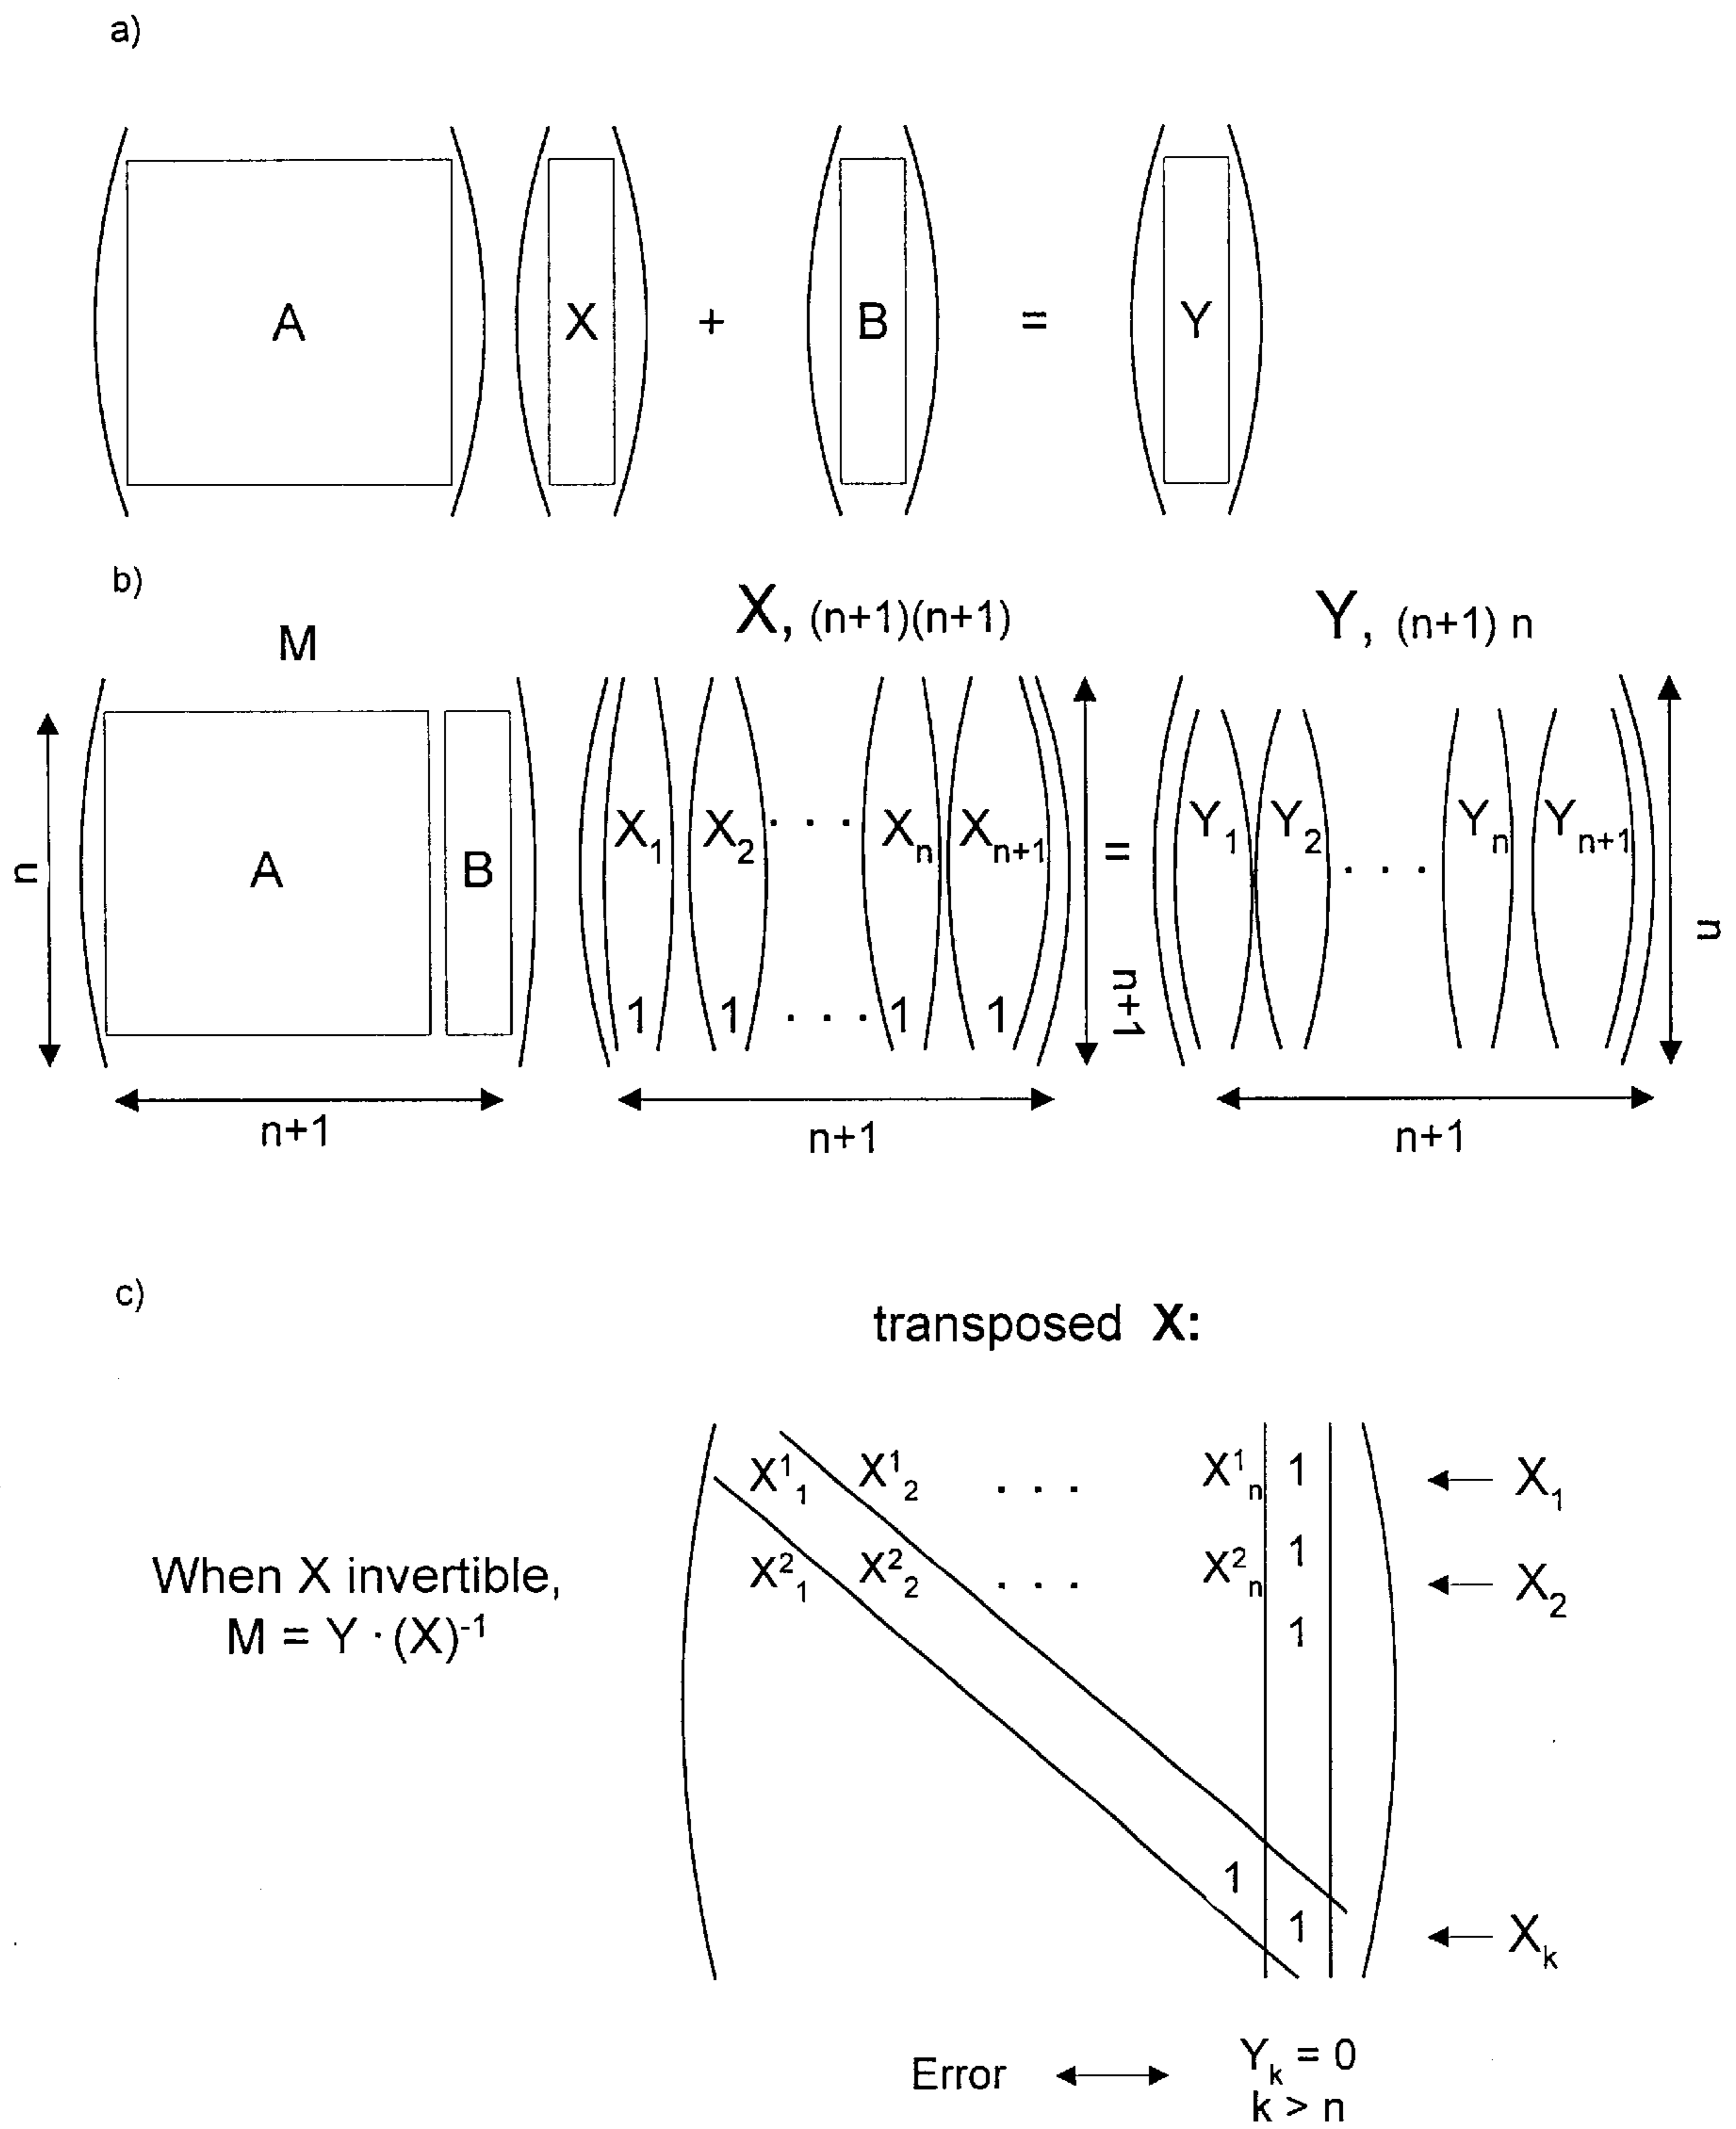 a)
A X + B = Y
b)
M X, (n+1)(n+1) Y, (n+1) n
n A B X₁ X₂ . . . Xₙ Xₙ₊₁ = Y₁ Y₂ . . . Yₙ Yₙ₊₁ n
1 1 . . . 1 1 n+1
n+1 n+1 n+1
c)
transposed X:
X¹₁ X¹₂ . . . X¹ₙ 1 X₁
When X invertible,
X²₁ X²₂ . . . X²ₙ 1 X₂
M = Y · (X)⁻¹
1
1
1 Xₖ
Error Yₖ = 0
k > n